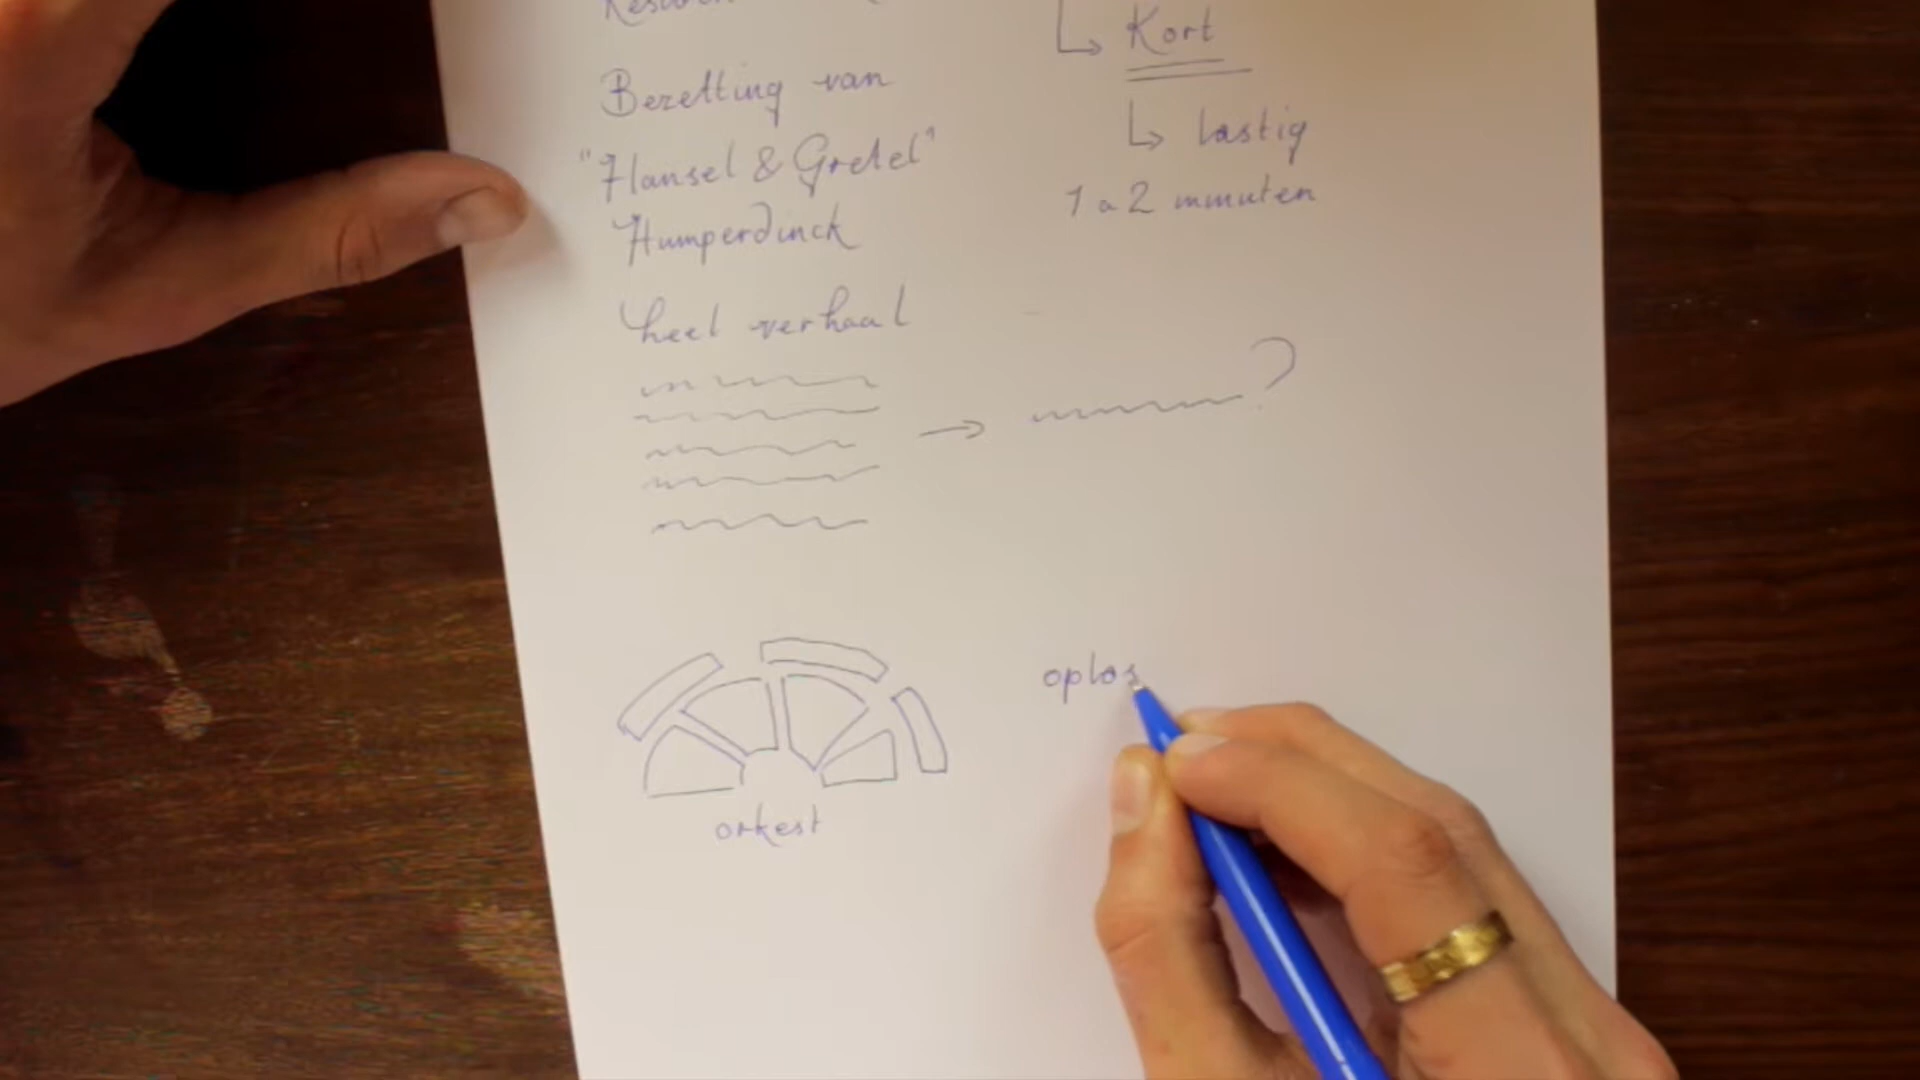 Bezetting van
"Hansel & Gretel"
Humperdinck
heel verhaal
Kort
lastig
1 a 2 minuten
?
orkest
oplos